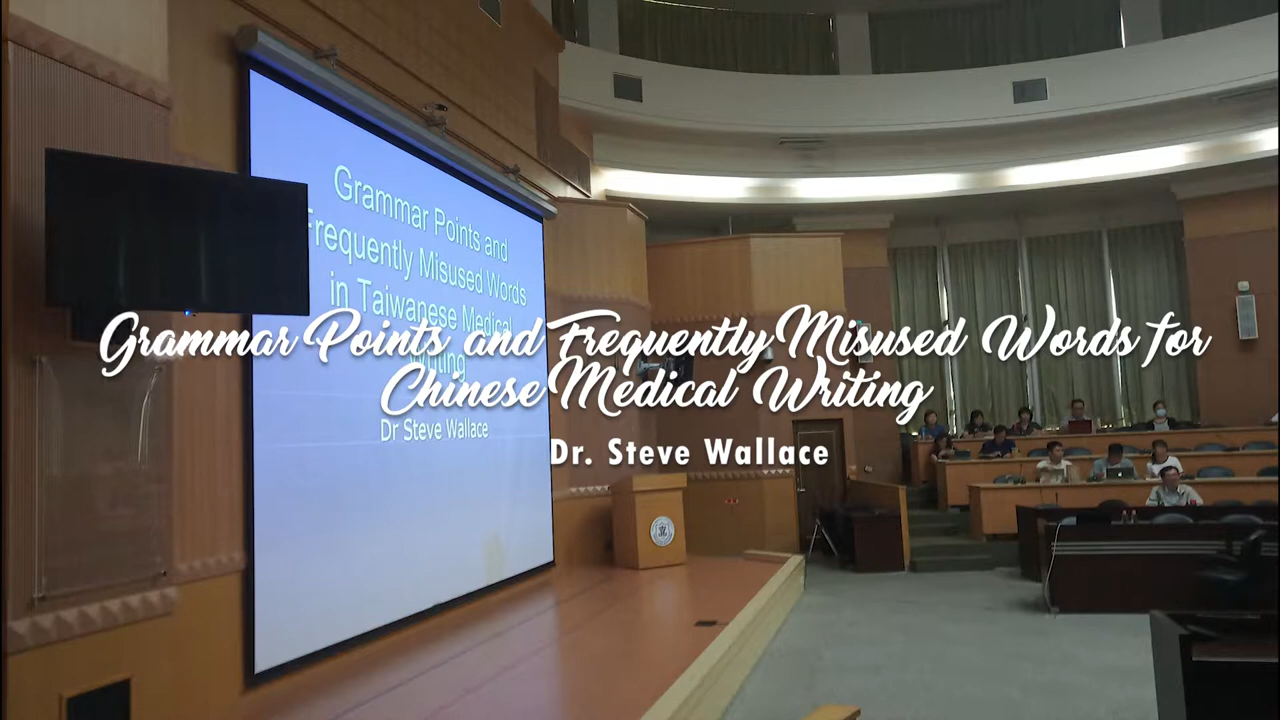 Grammar Points and
Frequently Misused Words
in Taiwanese Medical
Writing
Dr Steve Wallace
Grammar Points and Frequently Misused Words for
Chinese Medical Writing
Dr. Steve Wallace